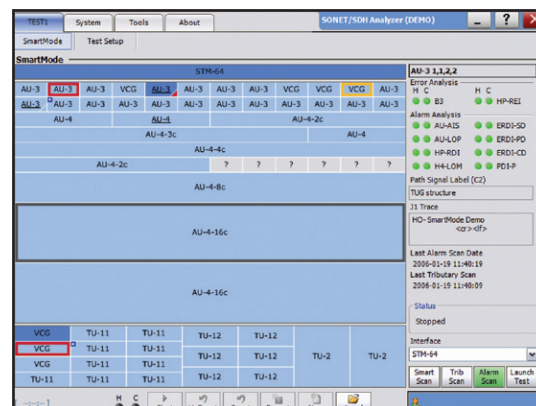 TEST1 System Tools About SONET/SDH Analyzer (DEMO) ?
SmartMode Test Setup
SmartMode
STM-64
AU-3 AU-3 AU-3 VCG AU-3 AU-3 AU-3 AU-3 VCG VCG VCG AU-3
AU-3 AU-3 AU-3 AU-3 AU-3 AU-3 AU-3 AU-3 AU-3 AU-3 AU-3 AU-3
AU-4 AU-4 AU-4-2c
AU-4-3c AU-4
AU-4-4c
AU-4-2c ? ? ? ? ? ?
AU-4-8c
AU-4-16c
AU-4-16c
VCG TU-11 TU-11 TU-12 TU-12 TU-2 TU-2
VCG TU-11 TU-11 TU-12 TU-12
VCG TU-11 TU-11 TU-12 TU-12
TU-11 TU-11 TU-11
H C
AU-3 1,1,2,2
Error Analysis
H C H C
B3 HP-REI
Alarm Analysis
AU-AIS ERDI-SD
AU-LOP ERDI-PD
HP-RDI ERDI-CD
H4-LOM PDI-P
Path Signal Label (C2)
TUG structure
J1 Trace
HO- SmartMode Demo
<cr><lf>
Last Alarm Scan Date
2006-01-19 11:40:19
Last Tributary Scan
2006-01-19 11:40:09
Status
Stopped
Interface
STM-64
Smart Scan Trib Scan Alarm Scan Launch Test